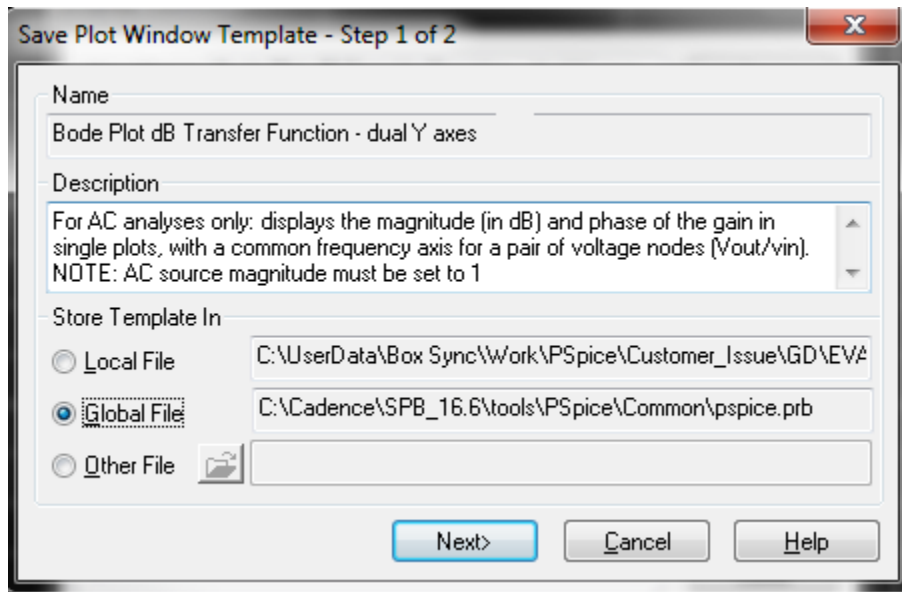 Save Plot Window Template - Step 1 of 2
Name
Bode Plot dB Transfer Function - dual Y axes
Description
For AC analyses only: displays the magnitude (in dB) and phase of the gain in
single plots, with a common frequency axis for a pair of voltage nodes (Vout/vin).
NOTE: AC source magnitude must be set to 1
Store Template In
Local File
C:\UserData\Box Sync\Work\PSpice\Customer_Issue\GD\EVA
Global File
C:\Cadence\SPB_16.6\tools\PSpice\Common\pspice.prb
Other File
Next>
Cancel
Help